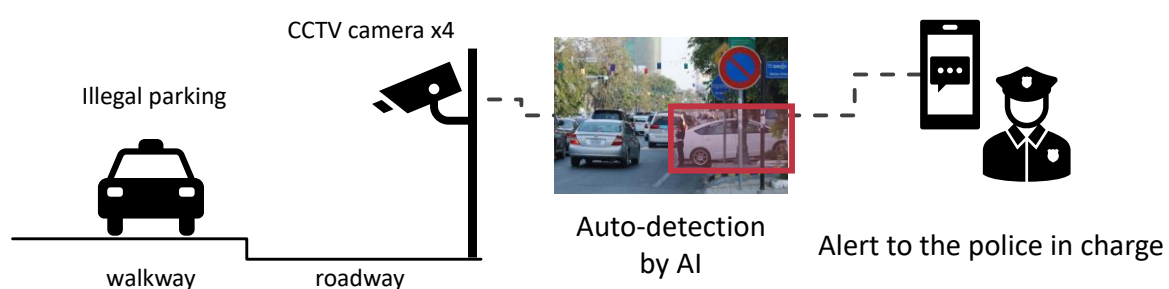 CCTV camera x4
Illegal parking
walkway
roadway
Auto-detection
by AI
Alert to the police in charge